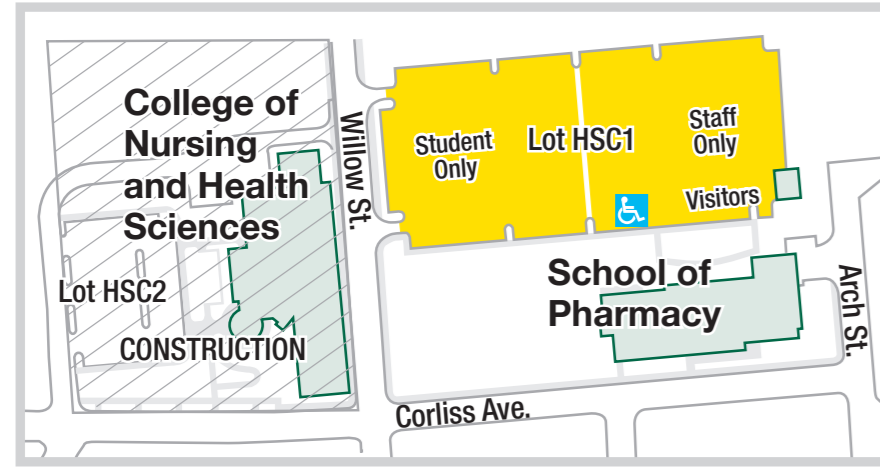 College of
Nursing
and Health
Sciences
Willow St.
Student
Only
Lot HSC1
Staff
Only
Visitors
Lot HSC2
CONSTRUCTION
School of
Pharmacy
Arch St.
Corliss Ave.